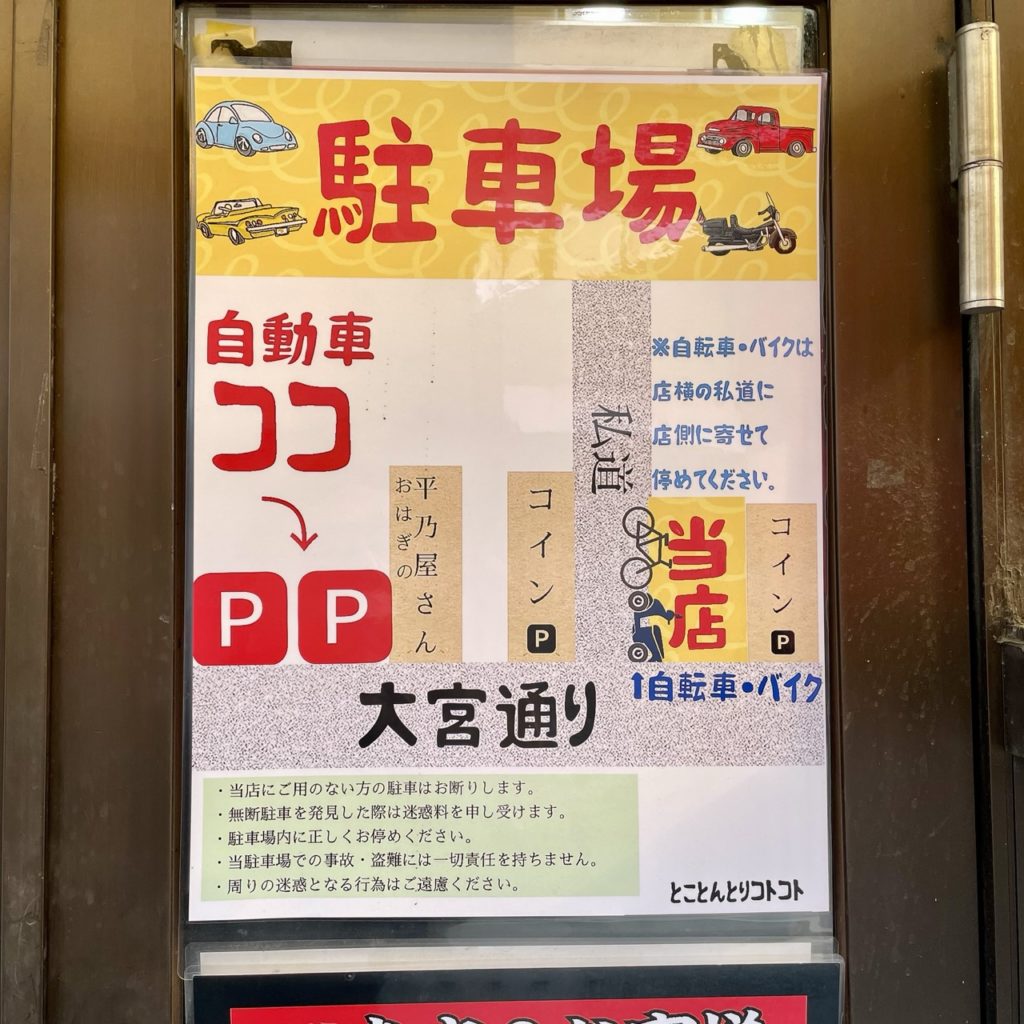 駐車場
自動車
ココ
P P
※自転車・バイクは
店横の私道に
店側に寄せて
停めてください。
私道
おはぎの
平乃屋さん
コインP
当店
コインP
↑自転車・バイク
大宮通り
・当店にご用のない方の駐車はお断りします。
・無断駐車を発見した際は迷惑料を申し受けます。
・駐車場内に正しくお停めください。
・当駐車場での事故・盗難には一切責任を持ちません。
・周りの迷惑となる行為はご遠慮ください。
とことんとりコトコト